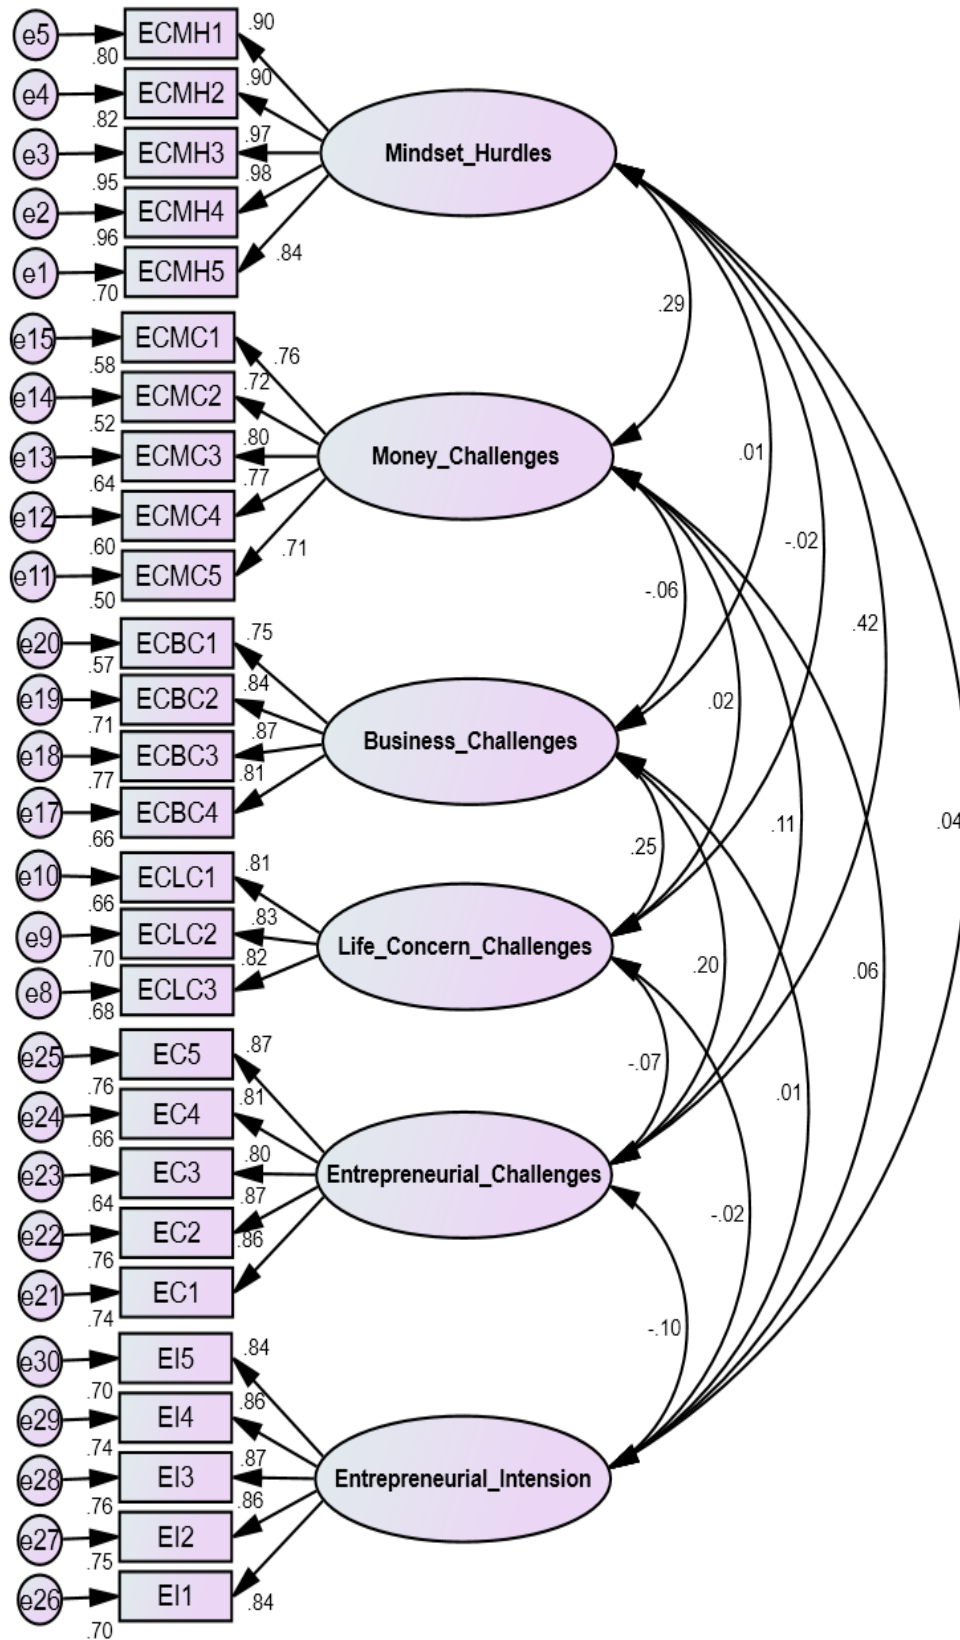 e5 ECMH1 .90
.80
e4 ECMH2 .90
.82
e3 ECMH3 .97
.95
e2 ECMH4 .98
.96
e1 ECMH5 .84
.70
Mindset_Hurdles
e15 ECMC1 .76
.58
e14 ECMC2 .72
.52
e13 ECMC3 .80
.64
e12 ECMC4 .77
.60
e11 ECMC5 .71
.50
Money_Challenges
e20 ECBC1 .75
.57
e19 ECBC2 .84
.71
e18 ECBC3 .87
.77
e17 ECBC4 .81
.66
Business_Challenges
e10 ECLC1 .81
.66
e9 ECLC2 .83
.70
e8 ECLC3 .82
.68
Life_Concern_Challenges
e25 EC5 .87
.76
e24 EC4 .81
.66
e23 EC3 .80
.64
e22 EC2 .87
.76
e21 EC1 .86
.74
Entrepreneurial_Challenges
e30 EI5 .84
.70
e29 EI4 .86
.74
e28 EI3 .87
.76
e27 EI2 .86
.75
e26 EI1 .84
.70
Entrepreneurial_Intension
.29
.01
-.02
.42
-.06
.02
.11
.04
.25
.20
.06
-.07
.01
-.02
-.10